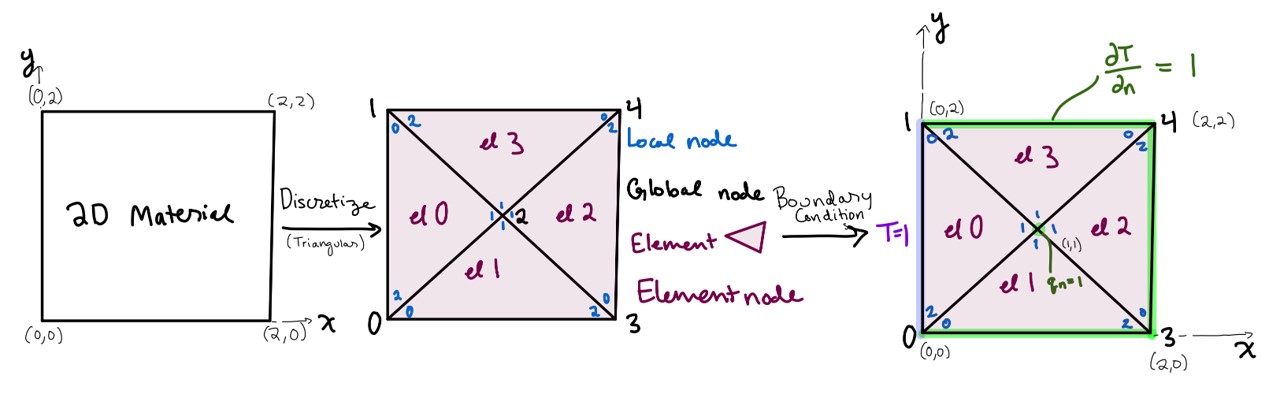 y
(0,2)
(2,2)
2D Material
(0,0)
(2,0)
x
Discretize
(Triangular)
1
4
0 2
0
2
el 3
el 0
1
1 1 2
1
el 2
el 1
2
0
0
2
0
3
Local node
Global node
Element
Element node
Boundary
Condition
y
∂T/∂n = 1
1
(0,2)
4
(2,2)
0 2
0
2
el 3
T=1
el 0
1
1 1
1
(1,1)
el 2
el 1
qn=1
2
0
0
2
0
(0,0)
3
(2,0)
x